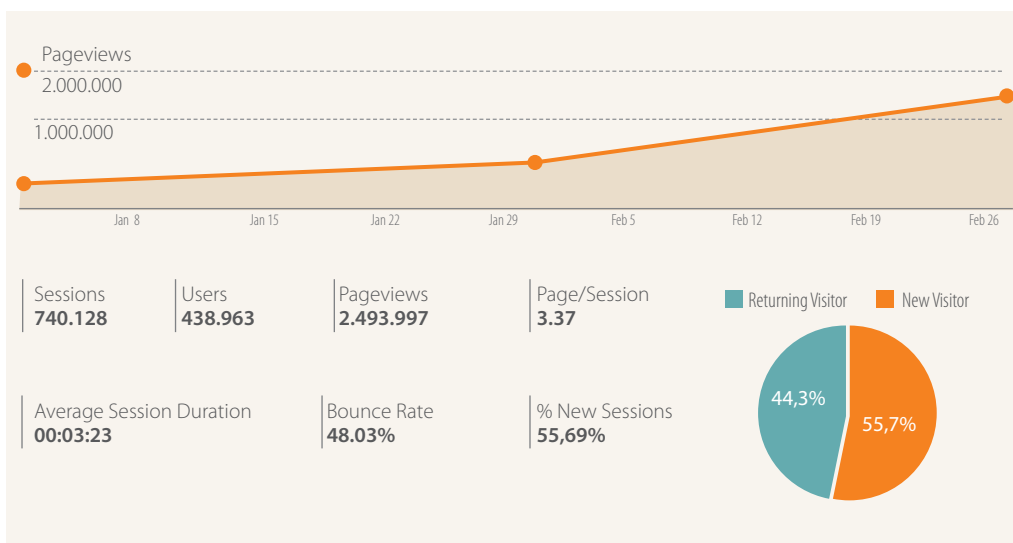 Pageviews
2.000.000
1.000.000
Jan 8 Jan 15 Jan 22 Jan 29 Feb 5 Feb 12 Feb 19 Feb 26
Sessions
740.128
Users
438.963
Pageviews
2.493.997
Page/Session
3.37
Returning Visitor New Visitor
44,3%
55,7%
Average Session Duration
00:03:23
Bounce Rate
48.03%
% New Sessions
55,69%